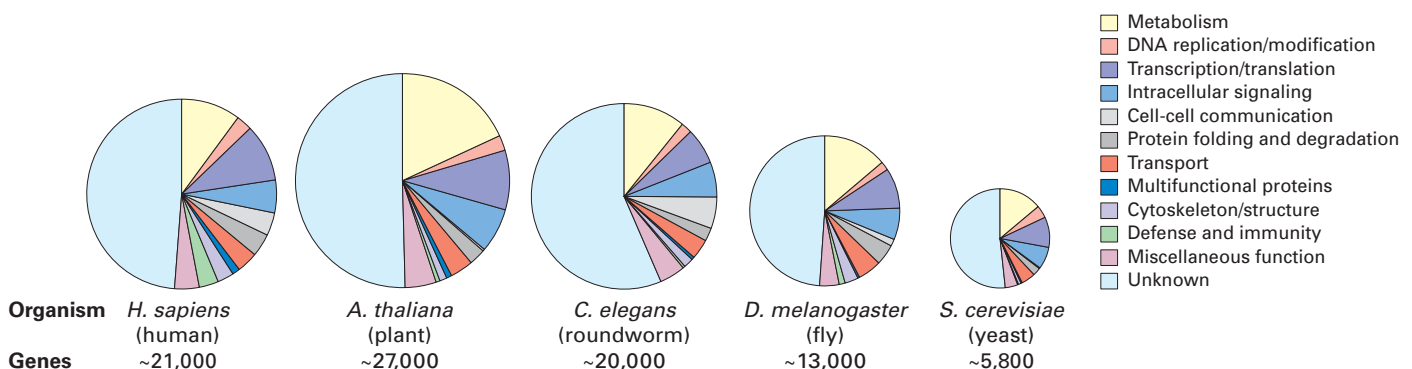 Metabolism
DNA replication/modification
Transcription/translation
Intracellular signaling
Cell-cell communication
Protein folding and degradation
Transport
Multifunctional proteins
Cytoskeleton/structure
Defense and immunity
Miscellaneous function
Unknown
Organism H. sapiens A. thaliana C. elegans D. melanogaster S. cerevisiae
(human) (plant) (roundworm) (fly) (yeast)
Genes ~21,000 ~27,000 ~20,000 ~13,000 ~5,800